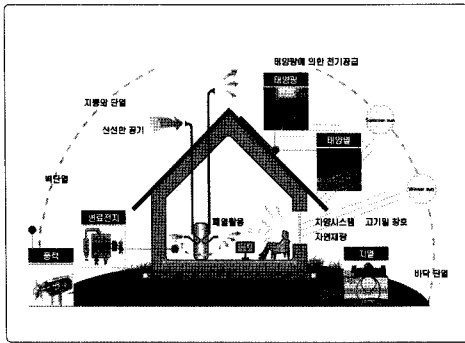 태양광에 의한 전기공급
태양광
지붕 단열
신선한 공기
Summer sun
태양열
벽단열
Winter sun
연료전지
폐열활용
차양시스템
고기밀 창호
자연채광
풍력
지열
바닥 단열